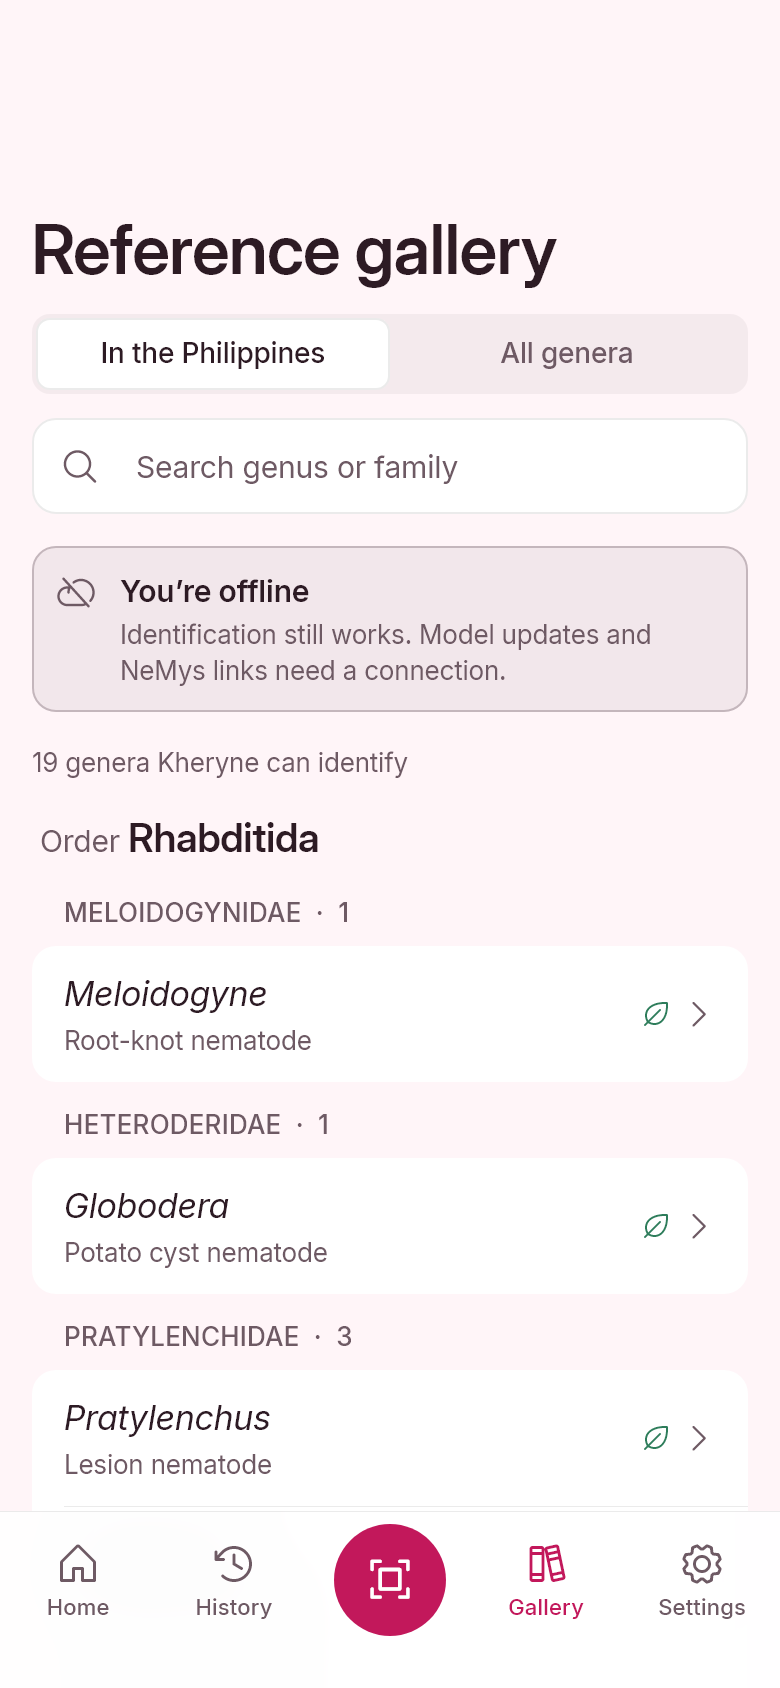 Reference gallery
In the Philippines
All genera
Search genus or family
You’re offline
Identification still works. Model updates and
NeMys links need a connection.
19 genera Kheryne can identify
Order Rhabditida
MELOIDOGYNIDAE · 1
Meloidogyne
Root-knot nematode
HETERODERIDAE · 1
Globodera
Potato cyst nematode
PRATYLENCHIDAE · 3
Pratylenchus
Lesion nematode
Home
History
Gallery
Settings